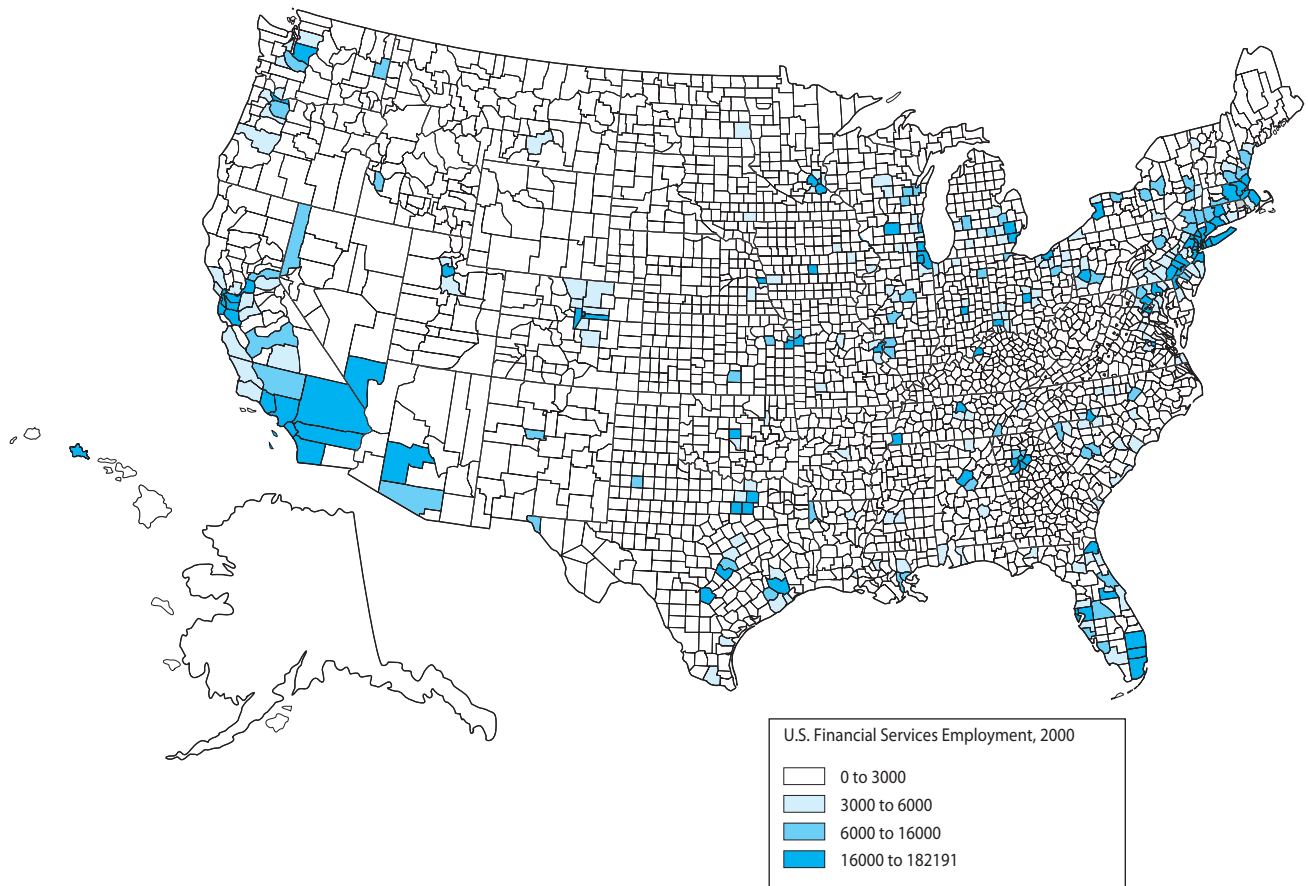 U.S. Financial Services Employment, 2000
0 to 3000
3000 to 6000
6000 to 16000
16000 to 182191